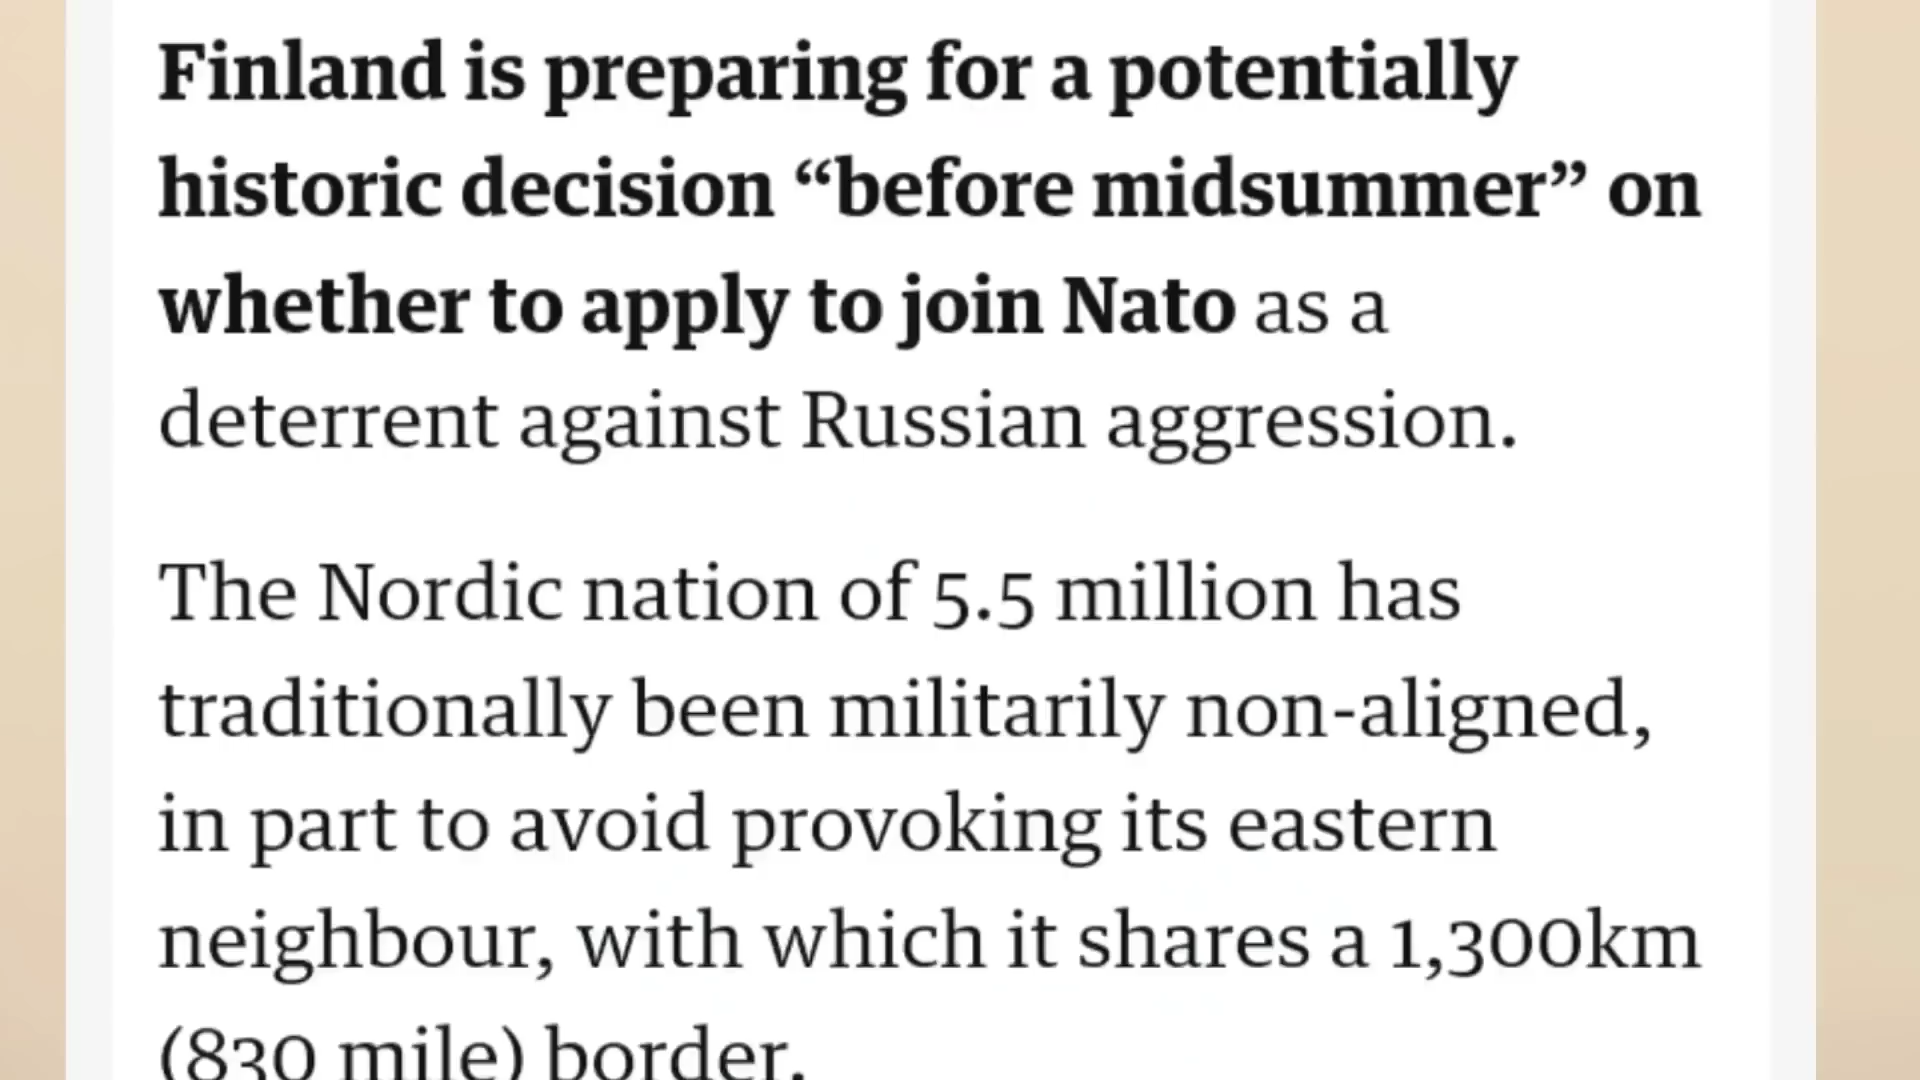 Finland is preparing for a potentially
historic decision “before midsummer” on
whether to apply to join Nato as a
deterrent against Russian aggression.
The Nordic nation of 5.5 million has
traditionally been militarily non-aligned,
in part to avoid provoking its eastern
neighbour, with which it shares a 1,300km
(830 mile) border.